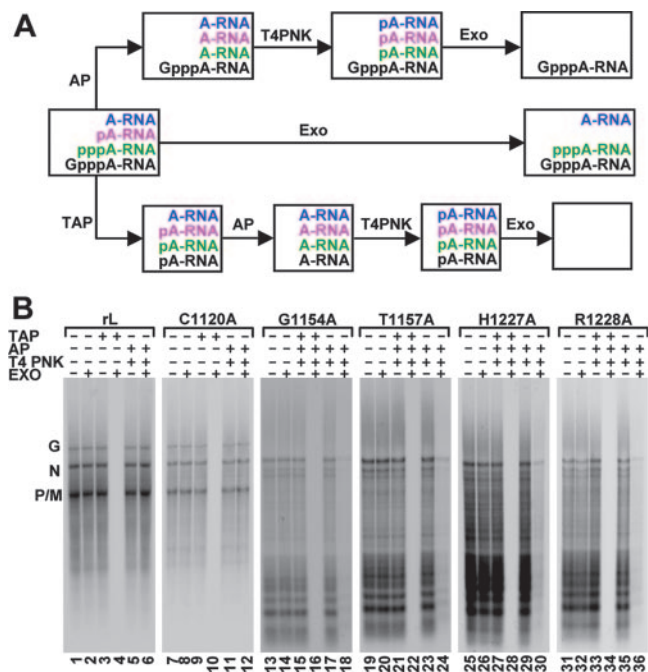 A
A-RNA
A-RNA
A-RNA
GpppA-RNA
T4PNK
pA-RNA
pA-RNA
pA-RNA
GpppA-RNA
Exo
GpppA-RNA
AP
A-RNA
pA-RNA
pppA-RNA
GpppA-RNA
Exo
A-RNA
pppA-RNA
GpppA-RNA
TAP
A-RNA
pA-RNA
pA-RNA
pA-RNA
AP
A-RNA
A-RNA
A-RNA
A-RNA
T4PNK
pA-RNA
pA-RNA
pA-RNA
pA-RNA
Exo
B
rL C1120A G1154A T1157A H1227A R1228A
TAP – – + + – – – – + + – – – – + + – – – – + + – – – – + + – – – – + + – –
AP – – – – + + – – – – + + – – + + + + – – + + + + – – + + + + – – + + + +
T4 PNK – – – – + + – – – – + + – – + + + + – – + + + + – – + + + + – – + + + +
EXO – + – + – + – + – + – + – + – + – + – + – + – + – + – + – + – + – + – +
G
N
P/M
1 2 3 4 5 6 7 8 9 10 11 12 13 14 15 16 17 18 19 20 21 22 23 24 25 26 27 28 29 30 31 32 33 34 35 36